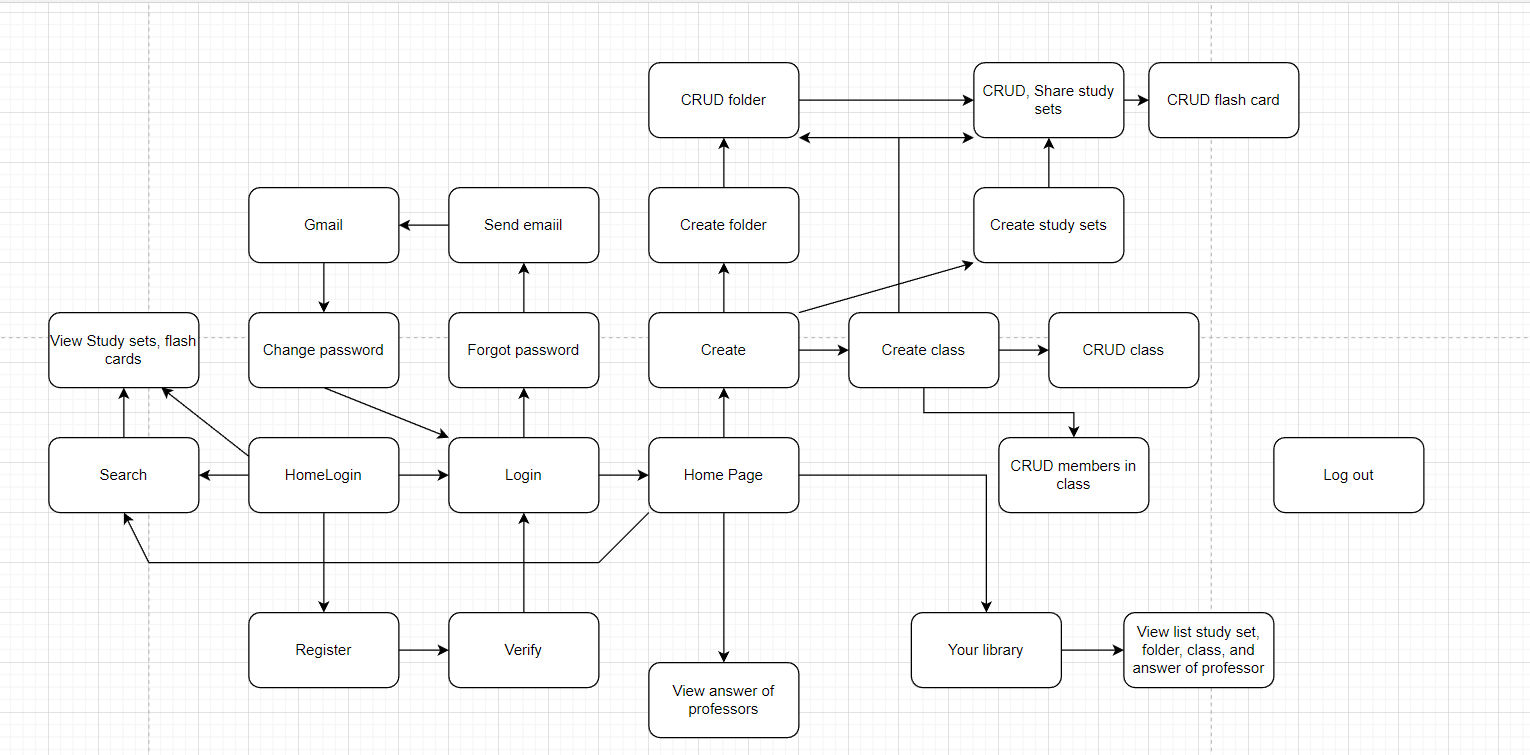 CRUD folder
CRUD, Share study
sets
CRUD flash card
Gmail
Send emaiil
Create folder
Create study sets
View Study sets, flash
cards
Change password
Forgot password
Create
Create class
CRUD class
Search
HomeLogin
Login
Home Page
CRUD members in
class
Log out
Register
Verify
View answer of
professors
Your library
View list study set,
folder, class, and
answer of professor